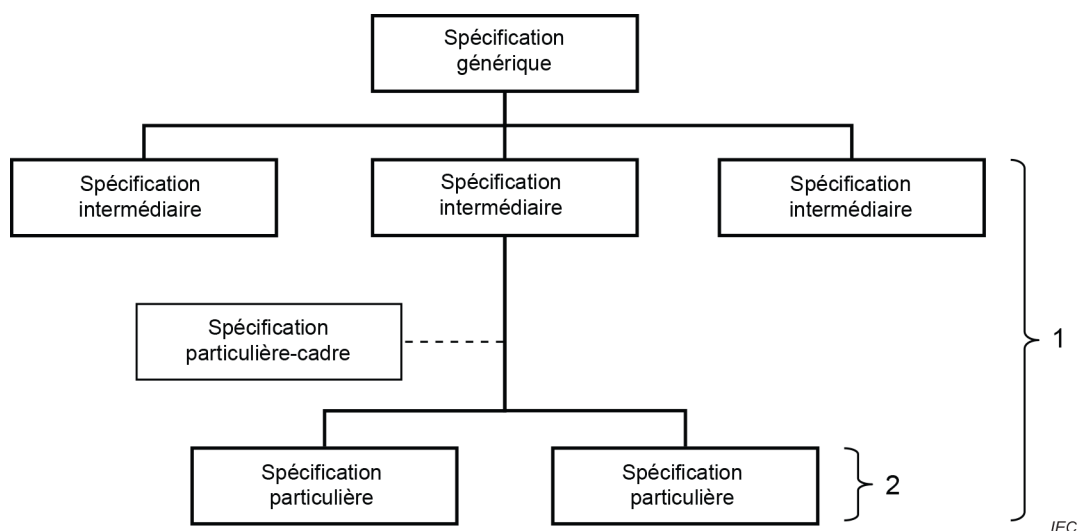 Spécification
générique
Spécification
intermédiaire
Spécification
intermédiaire
Spécification
intermédiaire
Spécification
particulière-cadre
1
Spécification
particulière
Spécification
particulière
2
IEC